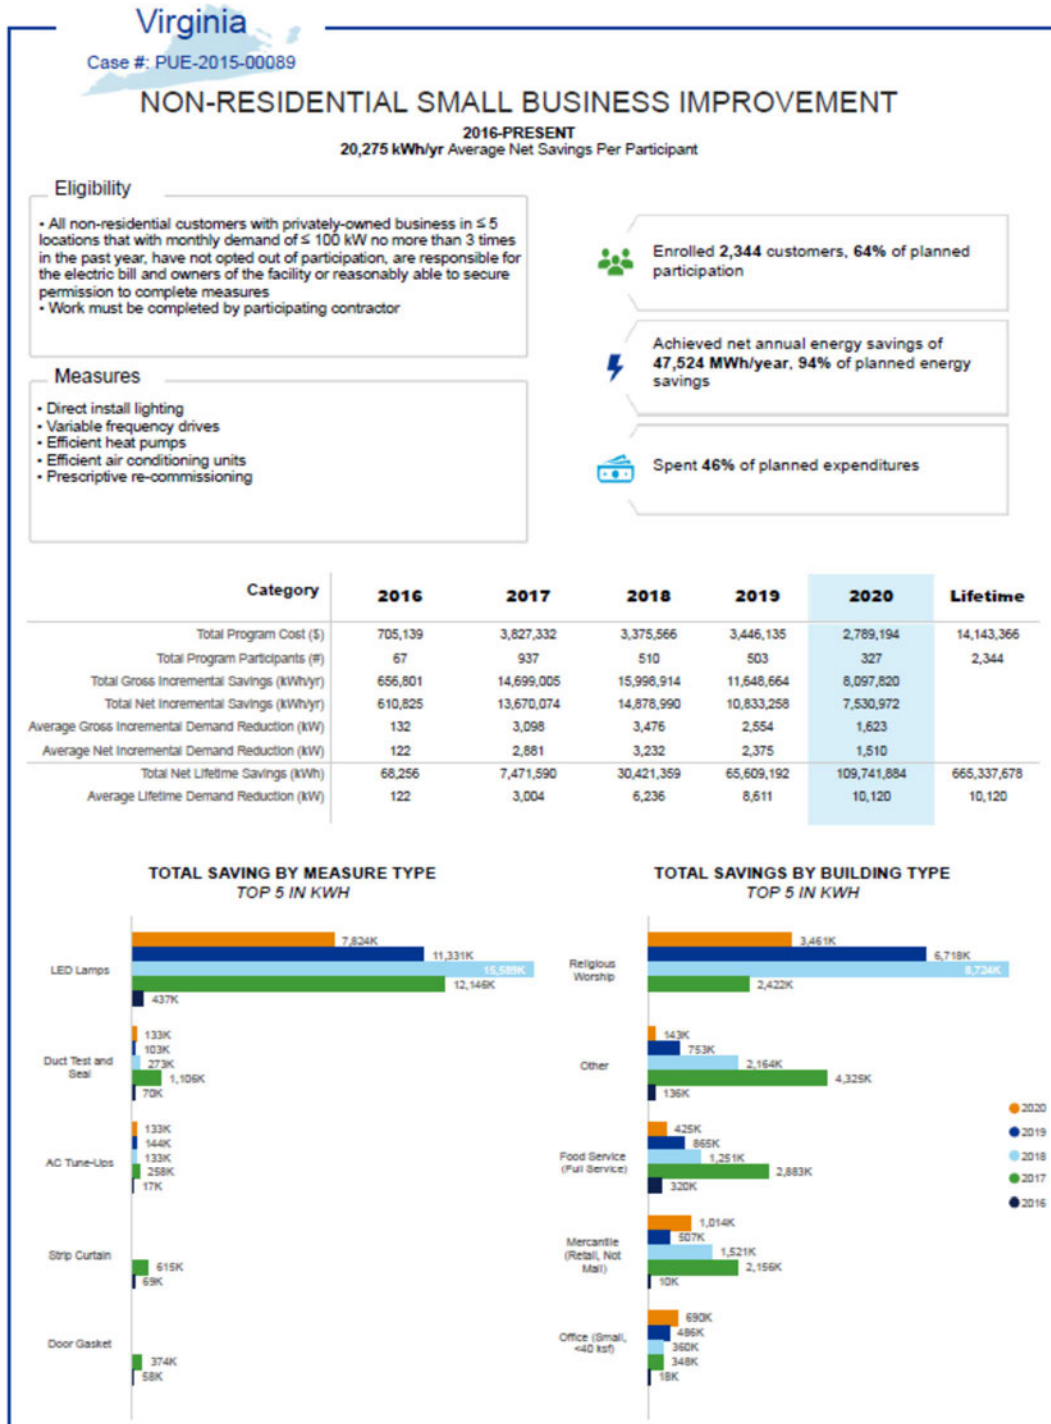 Virginia
Case #: PUE-2015-00089
NON-RESIDENTIAL SMALL BUSINESS IMPROVEMENT
2016-PRESENT
20,275 kWh/yr Average Net Savings Per Participant
Eligibility
• All non-residential customers with privately-owned business in ≤ 5
locations that with monthly demand of ≤ 100 kW no more than 3 times
in the past year, have not opted out of participation, are responsible for
the electric bill and owners of the facility or reasonably able to secure
permission to complete measures
• Work must be completed by participating contractor
Enrolled 2,344 customers, 64% of planned
participation
Achieved net annual energy savings of
47,524 MWh/year, 94% of planned energy
savings
Spent 46% of planned expenditures
Measures
• Direct install lighting
• Variable frequency drives
• Efficient heat pumps
• Efficient air conditioning units
• Prescriptive re-commissioning
Category 2016 2017 2018 2019 2020 Lifetime
Total Program Cost ($) 705,139 3,827,332 3,375,566 3,446,135 2,789,194 14,143,366
Total Program Participants (#) 67 937 510 503 327 2,344
Total Gross Incremental Savings (kWh/yr) 656,801 14,699,005 15,998,914 11,648,664 8,097,820
Total Net Incremental Savings (kWh/yr) 610,825 13,670,074 14,878,990 10,833,258 7,530,972
Average Gross Incremental Demand Reduction (kW) 132 3,098 3,476 2,554 1,623
Average Net Incremental Demand Reduction (kW) 122 2,881 3,232 2,375 1,510
Total Net Lifetime Savings (kWh) 68,256 7,471,590 30,421,359 65,609,192 109,741,884 665,337,678
Average Lifetime Demand Reduction (kW) 122 3,004 6,236 8,611 10,120 10,120
TOTAL SAVING BY MEASURE TYPE
TOP 5 IN KWH
LED Lamps
7,824K
11,331K
15,589K
12,146K
437K
Duct Test and
Seal
133K
103K
273K
1,106K
70K
AC Tune-Ups
133K
144K
133K
258K
17K
Strip Curtain
615K
69K
Door Gasket
374K
58K
TOTAL SAVINGS BY BUILDING TYPE
TOP 5 IN KWH
Religious
Worship
3,461K
6,718K
8,724K
2,422K
Other
143K
753K
2,164K
4,325K
136K
Food Service
(Full Service)
425K
865K
1,251K
2,883K
320K
Mercantile
(Retail, Not
Mall)
1,014K
507K
1,521K
2,156K
10K
Office (Small,
<40 ksf)
690K
486K
360K
348K
18K
2020
2019
2018
2017
2016